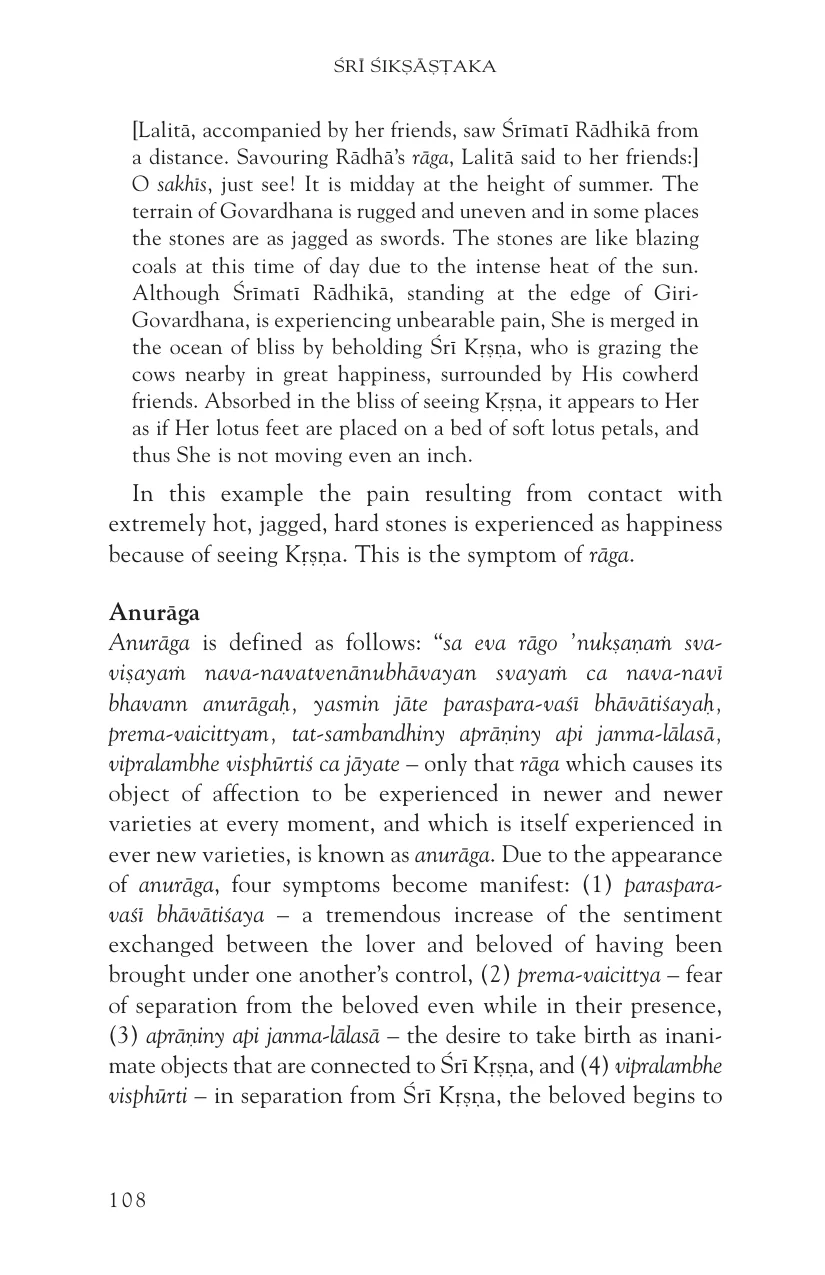 ŚRĪ ŚIKṢĀṢṬAKA
[Lalitā, accompanied by her friends, saw Śrīmatī Rādhikā from
a distance. Savouring Rādhā’s rāga, Lalitā said to her friends:]
O sakhīs, just see! It is midday at the height of summer. The
terrain of Govardhana is rugged and uneven and in some places
the stones are as jagged as swords. The stones are like blazing
coals at this time of day due to the intense heat of the sun.
Although Śrīmatī Rādhikā, standing at the edge of Giri-
Govardhana, is experiencing unbearable pain, She is merged in
the ocean of bliss by beholding Śrī Kṛṣṇa, who is grazing the
cows nearby in great happiness, surrounded by His cowherd
friends. Absorbed in the bliss of seeing Kṛṣṇa, it appears to Her
as if Her lotus feet are placed on a bed of soft lotus petals, and
thus She is not moving even an inch.
In this example the pain resulting from contact with
extremely hot, jagged, hard stones is experienced as happiness
because of seeing Kṛṣṇa. This is the symptom of rāga.
Anurāga
Anurāga is defined as follows: “sa eva rāgo ’nukṣaṇaṁ sva-
viṣayaṁ nava-navatvenānubhāvayan svayaṁ ca nava-navī
bhavann anurāgaḥ, yasmin jāte paraspara-vaśī bhāvātiśayaḥ,
prema-vaicittyam, tat-sambandhiny aprāṇiny api janma-lālasā,
vipralambhe visphūrtiś ca jāyate – only that rāga which causes its
object of affection to be experienced in newer and newer
varieties at every moment, and which is itself experienced in
ever new varieties, is known as anurāga. Due to the appearance
of anurāga, four symptoms become manifest: (1) paraspara-
vaśī bhāvātiśaya – a tremendous increase of the sentiment
exchanged between the lover and beloved of having been
brought under one another’s control, (2) prema-vaicittya – fear
of separation from the beloved even while in their presence,
(3) aprāṇiny api janma-lālasā – the desire to take birth as inani-
mate objects that are connected to Śrī Kṛṣṇa, and (4) vipralambhe
visphūrti – in separation from Śrī Kṛṣṇa, the beloved begins to
108